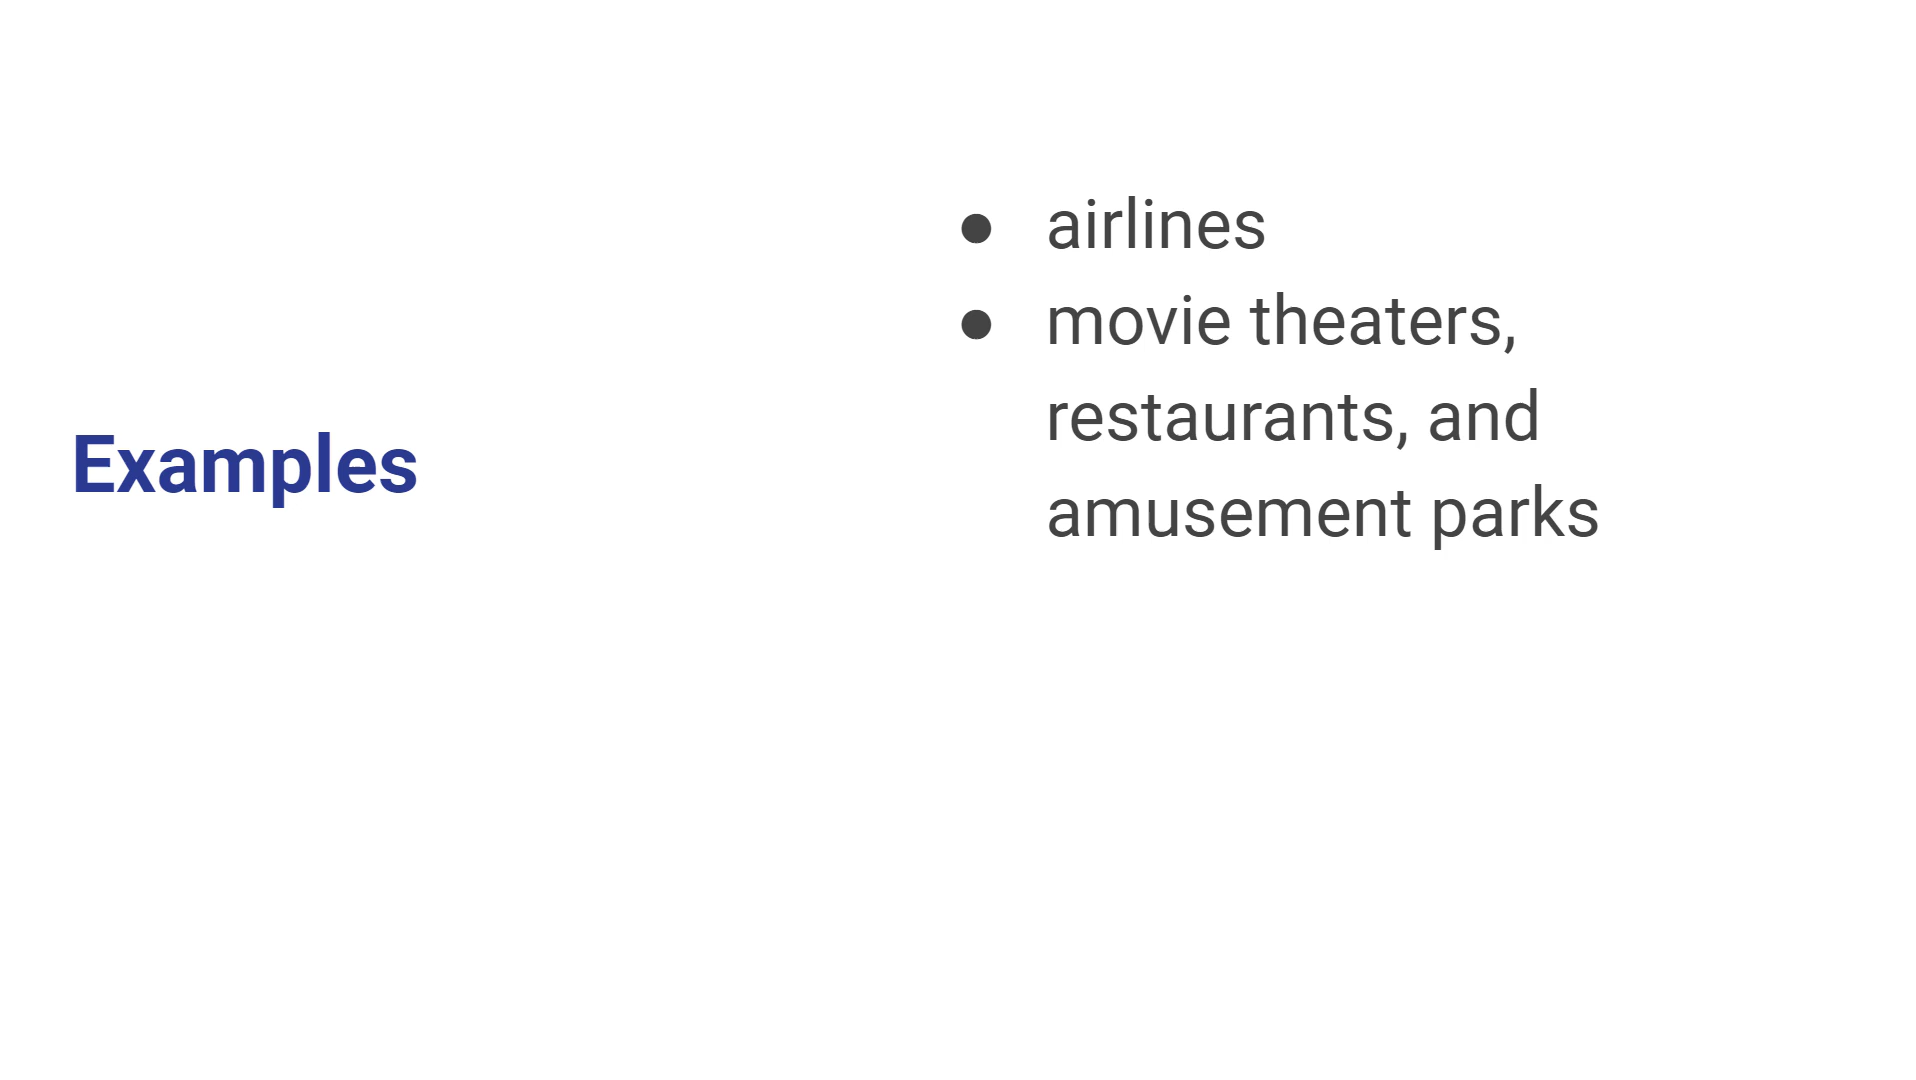 Examples
● airlines
● movie theaters,
restaurants, and
amusement parks